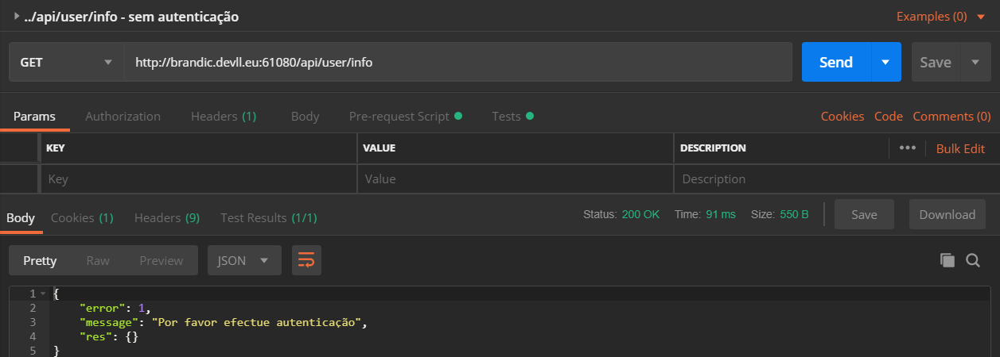 ../api/user/info - sem autenticação Examples (0)
GET http://brandic.devll.eu:61080/api/user/info Send Save
Params Authorization Headers (1) Body Pre-request Script Tests Cookies Code Comments (0)
KEY VALUE DESCRIPTION ••• Bulk Edit
Key Value Description
Body Cookies (1) Headers (9) Test Results (1/1) Status: 200 OK Time: 91 ms Size: 550 B Save Download
Pretty Raw Preview JSON
1 {
2 "error": 1,
3 "message": "Por favor efectue autenticação",
4 "res": {}
5 }